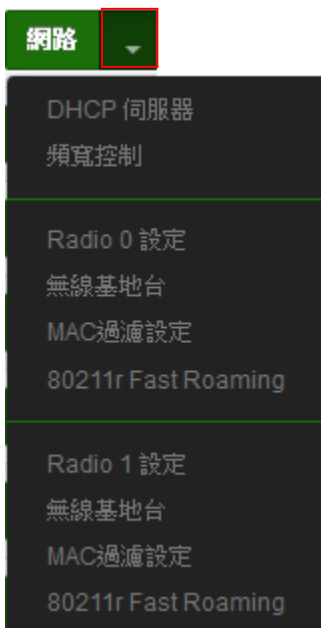 網路
DHCP 伺服器
頻寬控制
Radio 0 設定
無線基地台
MAC過濾設定
80211r Fast Roaming
Radio 1 設定
無線基地台
MAC過濾設定
80211r Fast Roaming